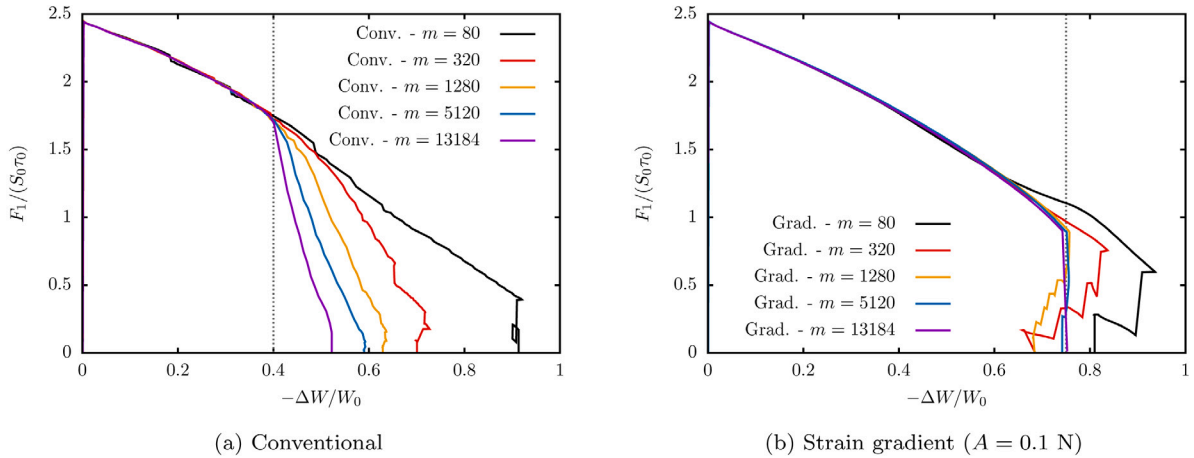 2.5
2
1.5
1
0.5
0
F₁/(S₀τ₀)
Conv. - m = 80
Conv. - m = 320
Conv. - m = 1280
Conv. - m = 5120
Conv. - m = 13184
0 0.2 0.4 0.6 0.8 1
−ΔW/W₀
(a) Conventional
2.5
2
1.5
1
0.5
0
F₁/(S₀τ₀)
Grad. - m = 80
Grad. - m = 320
Grad. - m = 1280
Grad. - m = 5120
Grad. - m = 13184
0 0.2 0.4 0.6 0.8 1
−ΔW/W₀
(b) Strain gradient (A = 0.1 N)